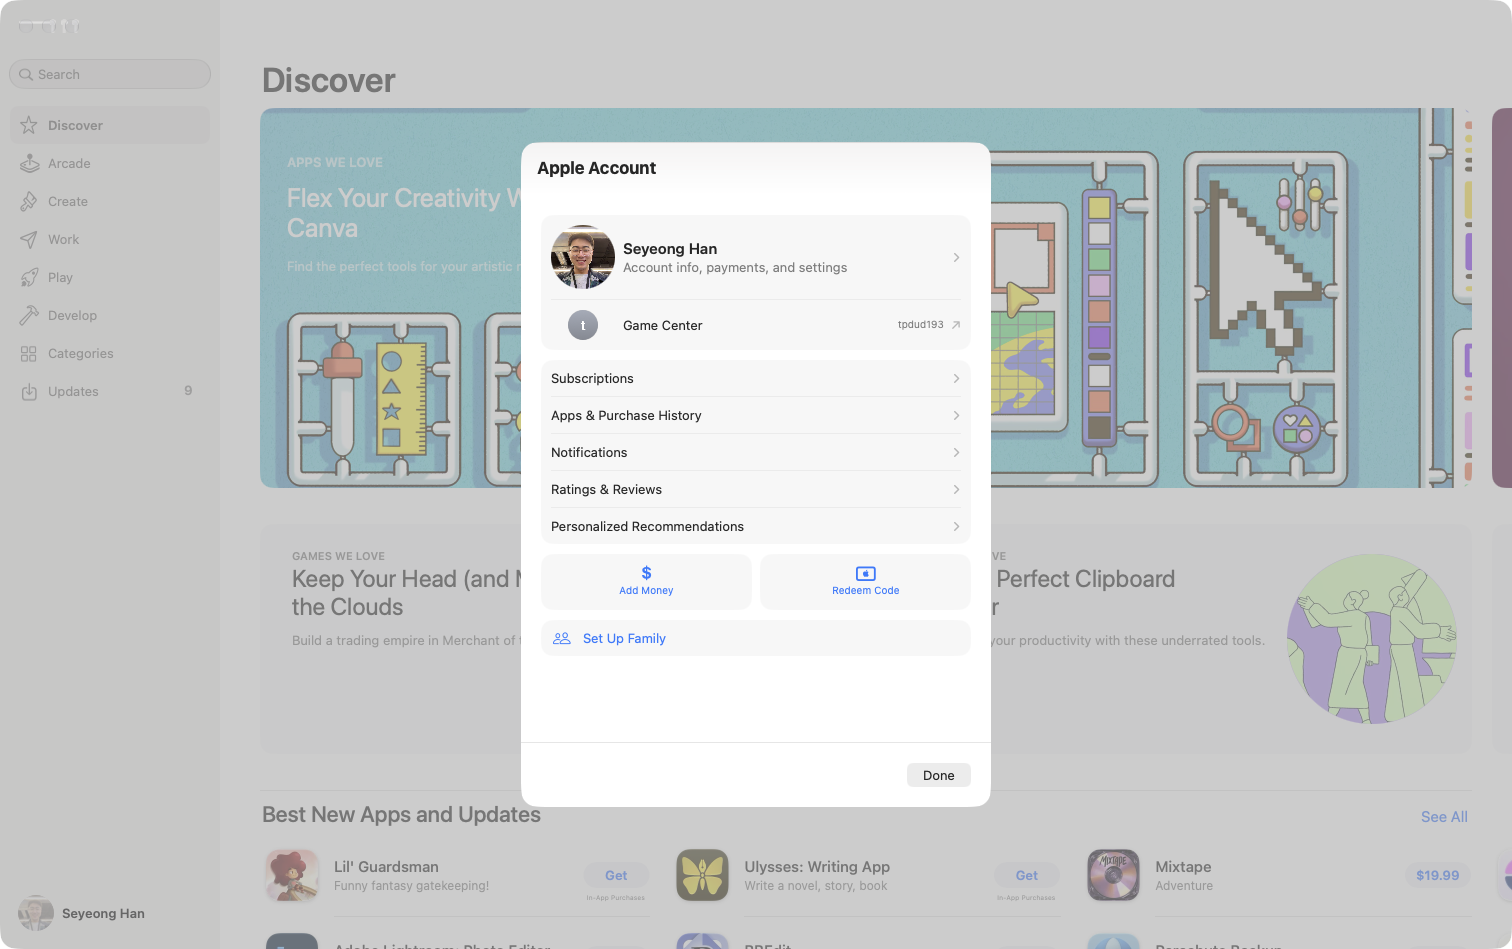 Search
Discover
Arcade
Create
Work
Play
Develop
Categories
Updates
9
Seyeong Han
Discover
APPS WE LOVE
Flex Your Creativity
Canva
Find the perfect tools for your artistic
Apple Account
Seyeong Han
Account info, payments, and settings
t
Game Center
tpdud193
Subscriptions
Apps & Purchase History
Notifications
Ratings & Reviews
Personalized Recommendations
$
Add Money
Redeem Code
Set Up Family
Done
GAMES WE LOVE
Keep Your Head (and
the Clouds
Build a trading empire in Merchant of
Perfect Clipboard
your productivity with these underrated tools.
Best New Apps and Updates
See All
Lil' Guardsman
Funny fantasy gatekeeping!
Get
In-App Purchases
Ulysses: Writing App
Write a novel, story, book
Get
In-App Purchases
MIXTAPE
Mixtape
Adventure
$19.99